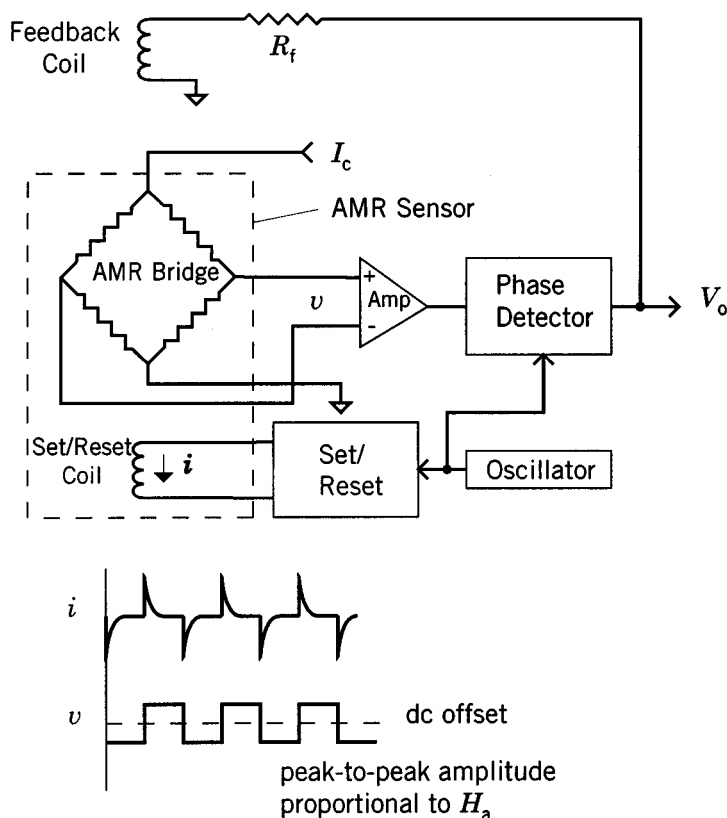 Feedback
Coil
R_f
I_c
AMR Sensor
AMR Bridge
v
+
Amp
-
Phase
Detector
V_o
Set/Reset
Coil
i
Set/
Reset
Oscillator
i
v
dc offset
peak-to-peak amplitude
proportional to H_a